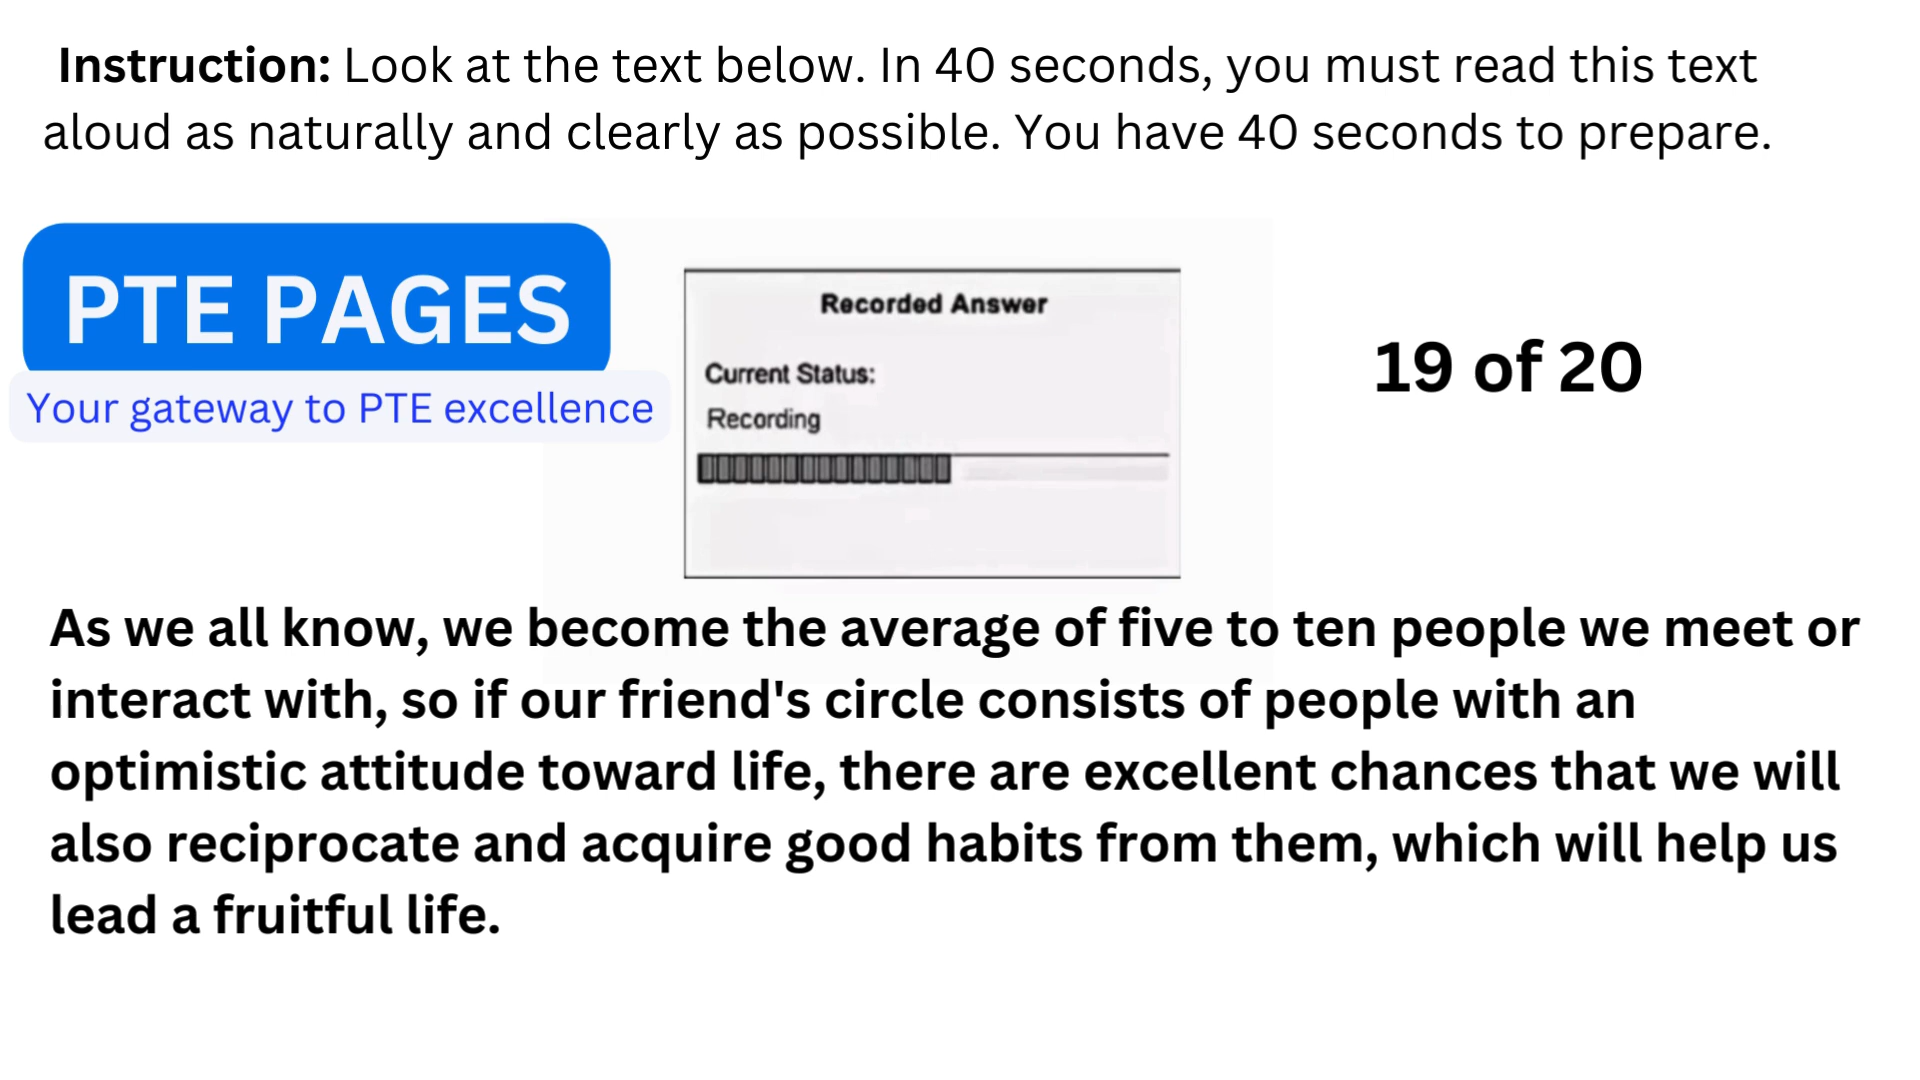 Instruction: Look at the text below. In 40 seconds, you must read this text
aloud as naturally and clearly as possible. You have 40 seconds to prepare.
PTE PAGES
Your gateway to PTE excellence
Recorded Answer
Current Status:
Recording
19 of 20
As we all know, we become the average of five to ten people we meet or
interact with, so if our friend's circle consists of people with an
optimistic attitude toward life, there are excellent chances that we will
also reciprocate and acquire good habits from them, which will help us
lead a fruitful life.